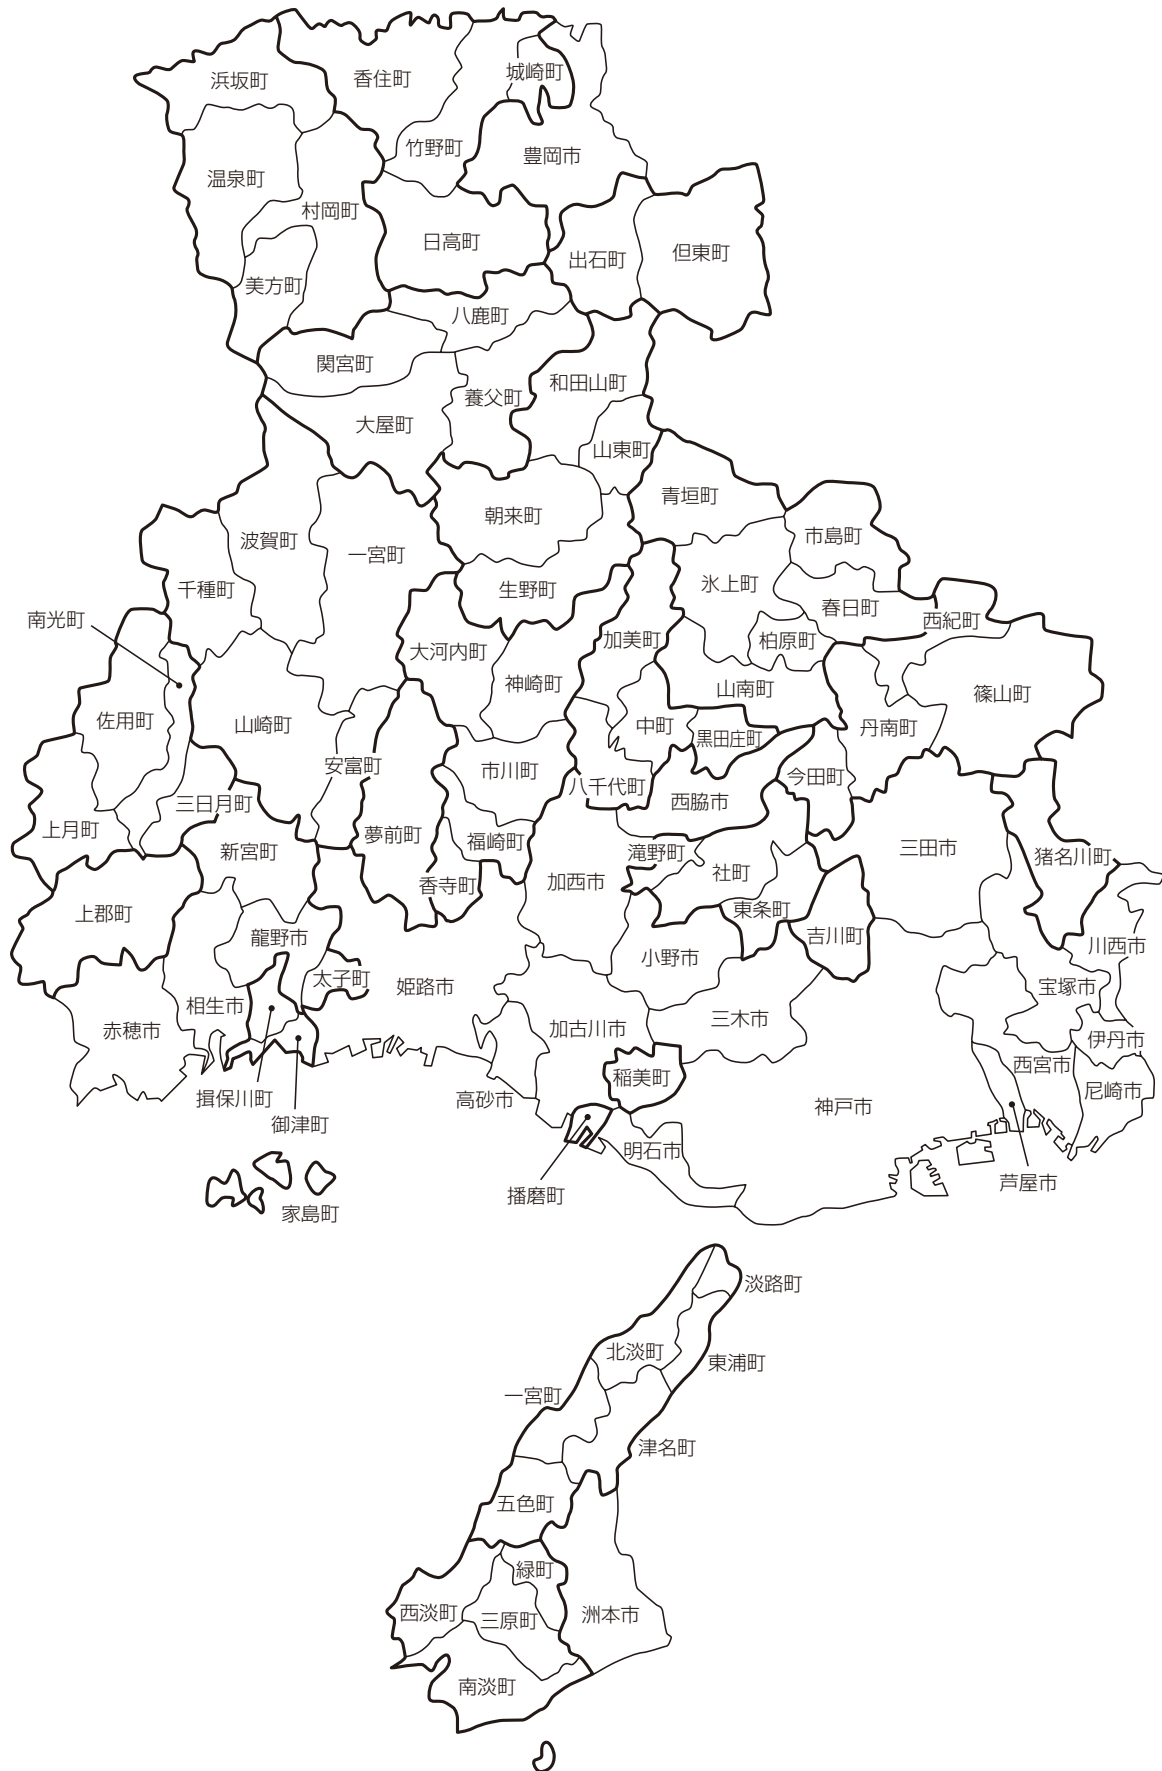 城崎町
浜坂町
香住町
竹野町
豊岡市
温泉町
村岡町
日高町
出石町
但東町
美方町
八鹿町
関宮町
和田山町
養父町
大屋町
山東町
青垣町
朝来町
市島町
波賀町
一宮町
氷上町
千種町
生野町
春日町
南光町
西紀町
加美町
柏原町
大河内町
神崎町
山南町
篠山町
佐用町
山崎町
中町
丹南町
黒田庄町
安富町
市川町
今田町
八千代町
西脇市
三日月町
上月町
夢前町
福崎町
新宮町
滝野町
三田市
猪名川町
社町
香寺町
加西市
上郡町
東条町
龍野市
吉川町
川西市
小野市
太子町
姫路市
宝塚市
相生市
三木市
赤穂市
加古川市
伊丹市
西宮市
稲美町
尼崎市
揖保川町
高砂市
神戸市
御津町
明石市
芦屋市
播磨町
家島町
淡路町
北淡町
東浦町
一宮町
津名町
五色町
緑町
西淡町
三原町
洲本市
南淡町